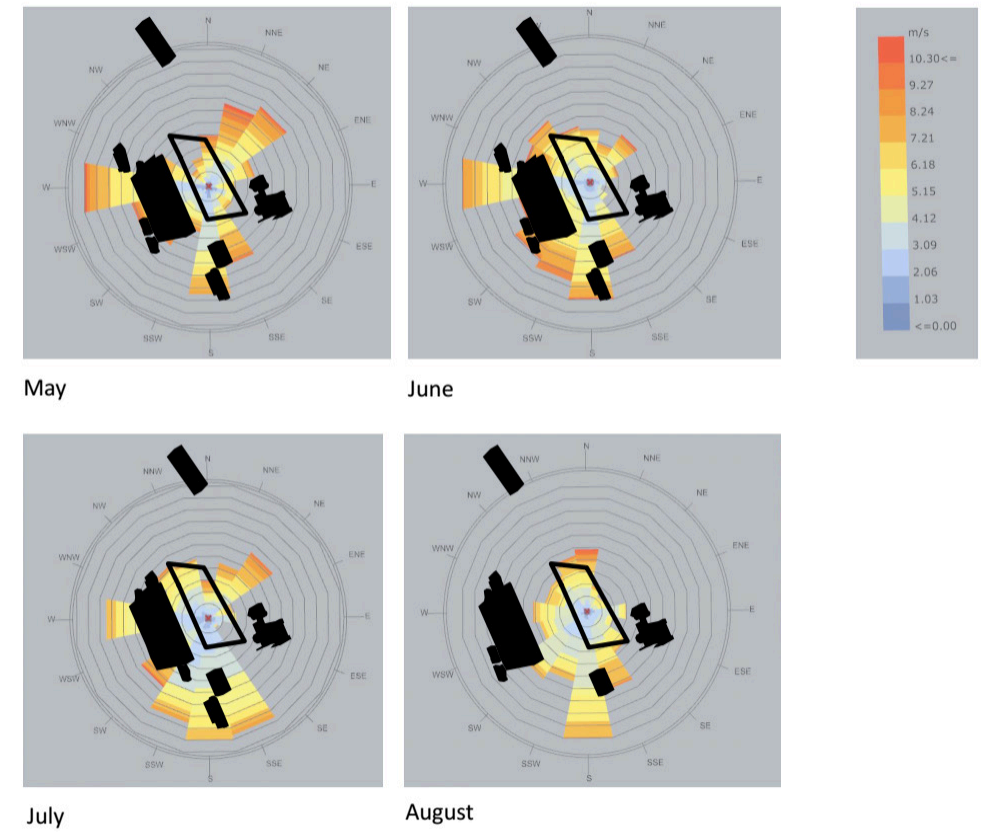 N
NNE
NE
ENE
E
ESE
SE
SSE
S
SSW
SW
WSW
W
WNW
NW
May
N
NNE
NE
ENE
E
ESE
SE
SSE
S
SSW
SW
WSW
W
WNW
NW
June
m/s
10.30<=
9.27
8.24
7.21
6.18
5.15
4.12
3.09
2.06
1.03
<=0.00
N
NNE
NE
ENE
E
ESE
SE
SSE
S
SSW
SW
WSW
W
WNW
NW
NNW
July
N
NNE
NE
ENE
E
ESE
SE
SSE
S
SSW
SW
WSW
W
WNW
NW
NNW
August